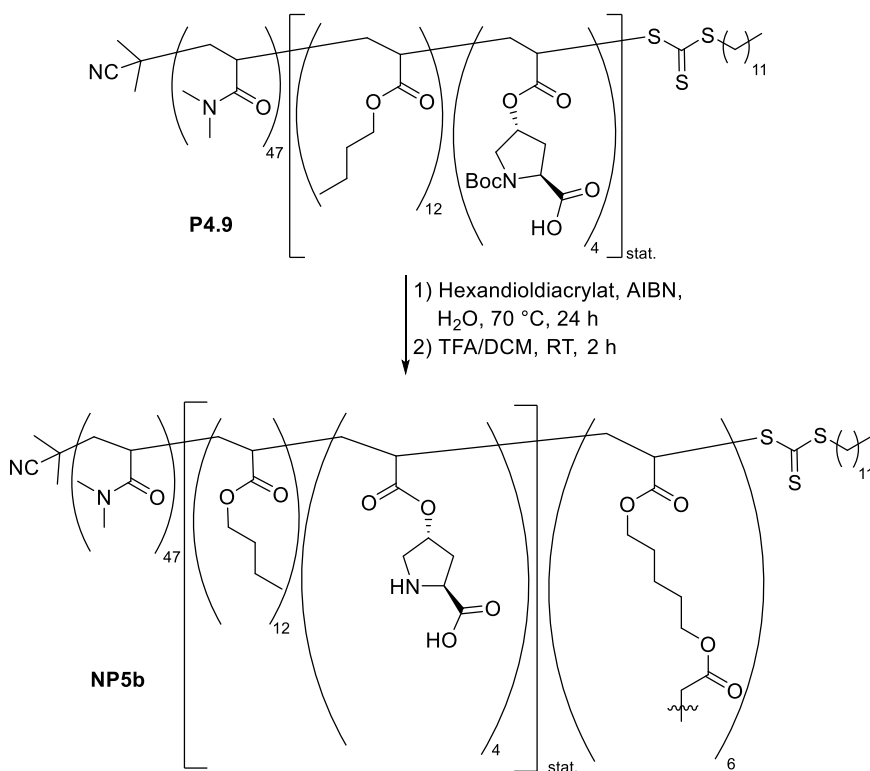 NC
N
O
47
O
O
12
O
O
BocN
O
HO
4
stat.
S
S
S
11
P4.9
1) Hexandioldiacrylat, AIBN,
H₂O, 70 °C, 24 h
2) TFA/DCM, RT, 2 h
NC
N
O
47
O
O
12
O
O
HN
O
HO
4
stat.
O
O
O
O
6
S
S
S
11
NP5b